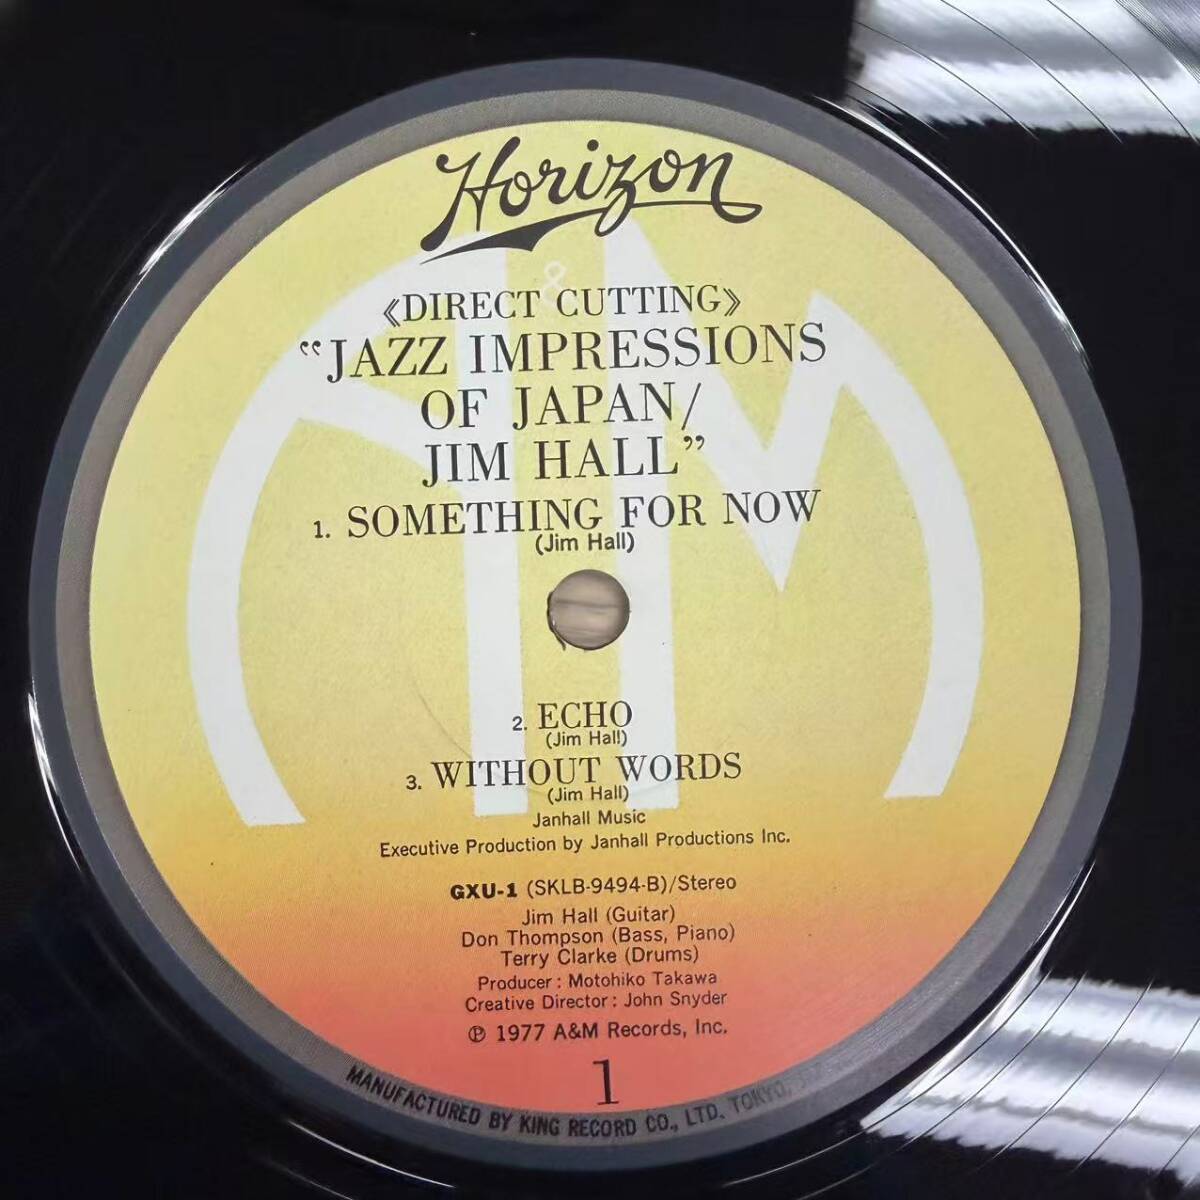 Horizon
&
《DIRECT CUTTING》
“JAZZ IMPRESSIONS
OF JAPAN/
JIM HALL”
1. SOMETHING FOR NOW
(Jim Hall)
2. ECHO
(Jim Hall)
3. WITHOUT WORDS
(Jim Hall)
Janhall Music
Executive Production by Janhall Productions Inc.
GXU-1 (SKLB-9494-B)/Stereo
Jim Hall (Guitar)
Don Thompson (Bass, Piano)
Terry Clarke (Drums)
Producer : Motohiko Takawa
Creative Director : John Snyder
Ⓟ 1977 A&M Records, Inc.
1
MANUFACTURED BY KING RECORD CO., LTD. TOKYO,